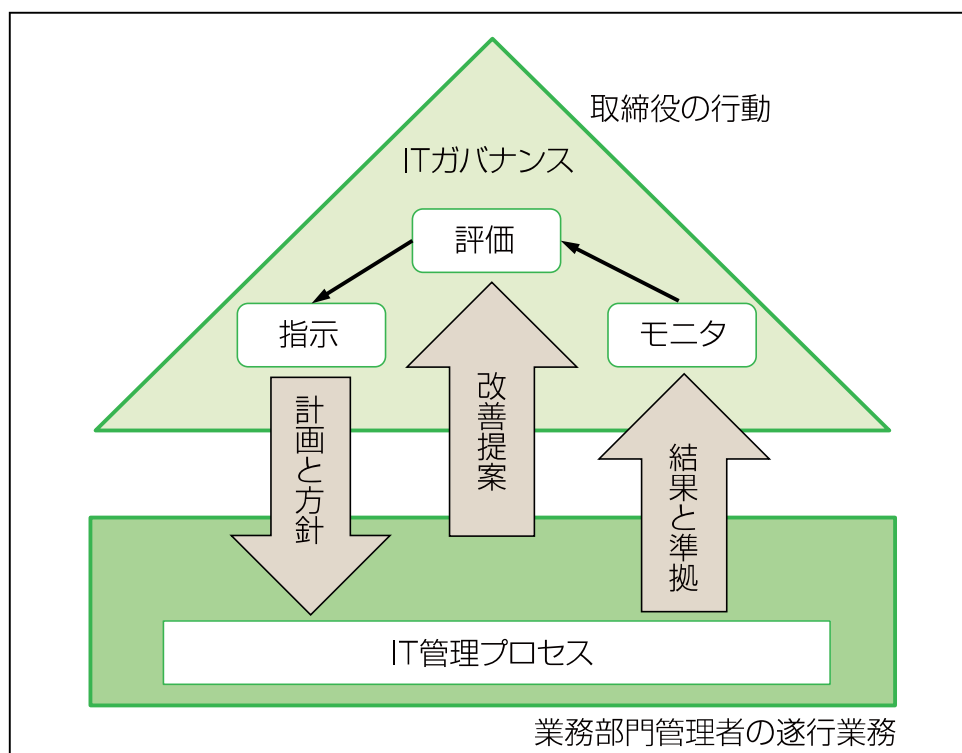 取締役の行動
ITガバナンス
評価
指示
モニタ
計画と方針
改善提案
結果と準拠
IT管理プロセス
業務部門管理者の遂行業務